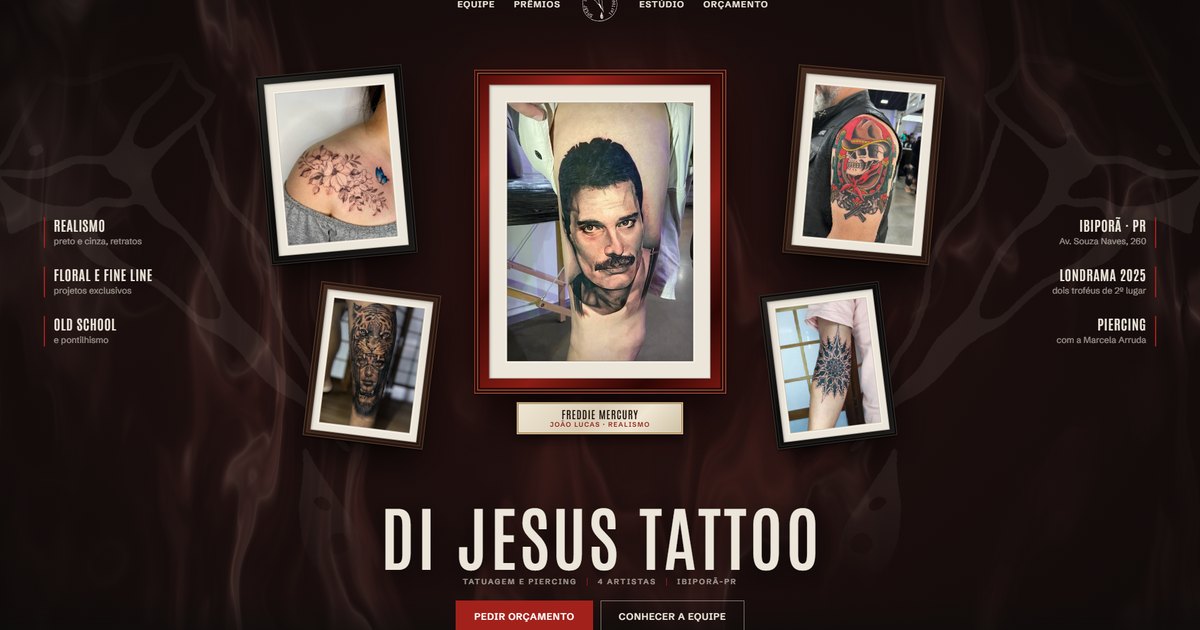 EQUIPE
PRÊMIOS
ESTÚDIO
ORÇAMENTO
REALISMO
preto e cinza, retratos
FLORAL E FINE LINE
projetos exclusivos
OLD SCHOOL
e pontilhismo
IBIPORÃ · PR
Av. Souza Naves, 260
LONDRAMA 2025
dois troféus de 2º lugar
PIERCING
com a Marcela Arruda
FREDDIE MERCURY
JOÃO LUCAS · REALISMO
DI JESUS TATTOO
TATUAGEM E PIERCING | 4 ARTISTAS | IBIPORÃ-PR
PEDIR ORÇAMENTO
CONHECER A EQUIPE